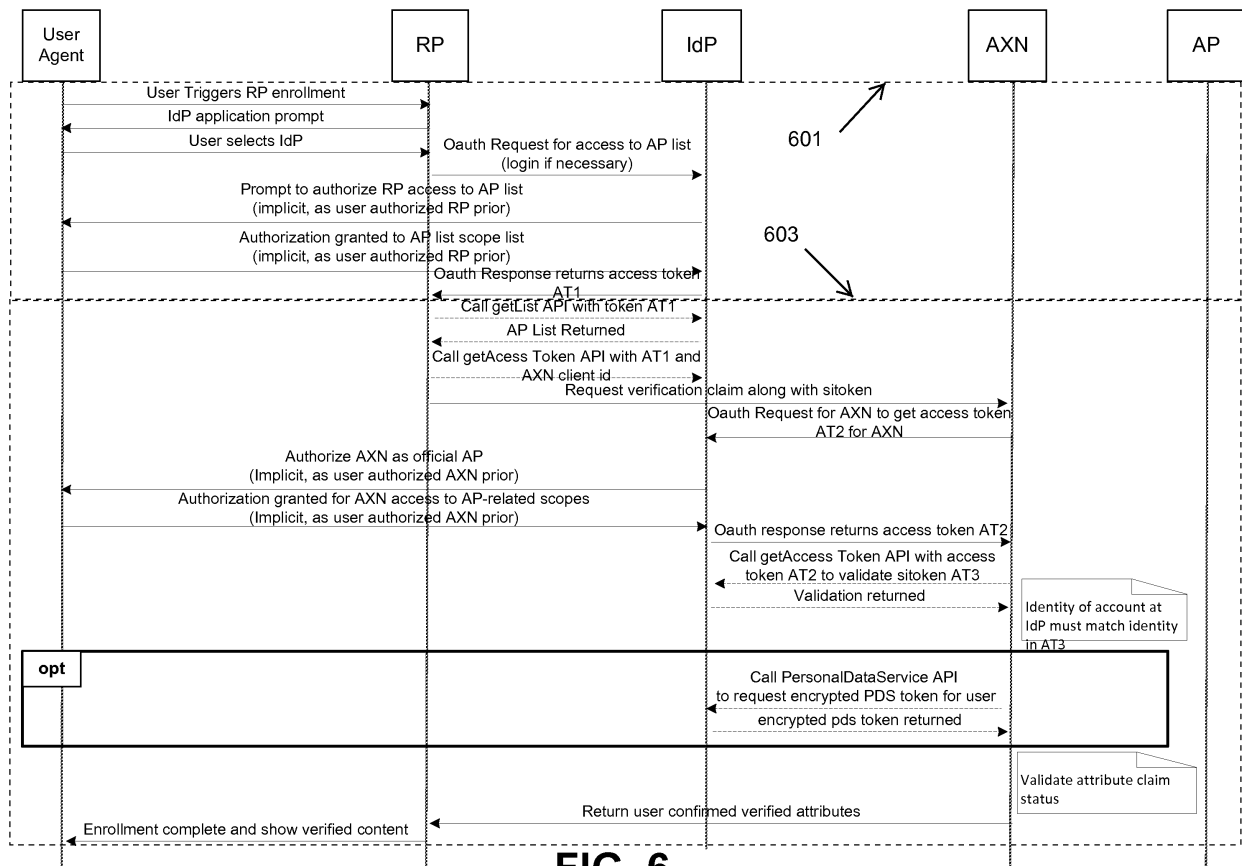 User
Agent
RP
IdP
AXN
AP
User Triggers RP enrollment
IdP application prompt
User selects IdP
Oauth Request for access to AP list
(login if necessary)
601
Prompt to authorize RP access to AP list
(implicit, as user authorized RP prior)
Authorization granted to AP list scope list
(implicit, as user authorized RP prior)
603
Oauth Response returns access token
AT1
Call getList API with token AT1
AP List Returned
Call getAcess Token API with AT1 and
AXN client id
Request verification claim along with sitoken
Oauth Request for AXN to get access token
AT2 for AXN
Authorize AXN as official AP
(Implicit, as user authorized AXN prior)
Authorization granted for AXN access to AP-related scopes
(Implicit, as user authorized AXN prior)
Oauth response returns access token AT2
Call getAccess Token API with access
token AT2 to validate sitoken AT3
Validation returned
Identity of account at
IdP must match identity
in AT3
opt
Call PersonalDataService API
to request encrypted PDS token for user
encrypted pds token returned
Validate attribute claim
status
Return user confirmed verified attributes
Enrollment complete and show verified content
FIG. 6